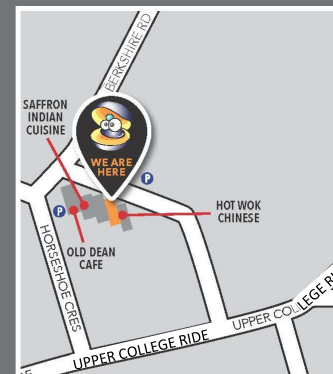 BERKSHIRE RD
SAFFRON
INDIAN
CUISINE
WE ARE
HERE
P
P
HOT WOK
CHINESE
OLD DEAN
CAFE
HORSESHOE CRES
UPPER COLLEGE RIDE
UPPER COLLEGE RI